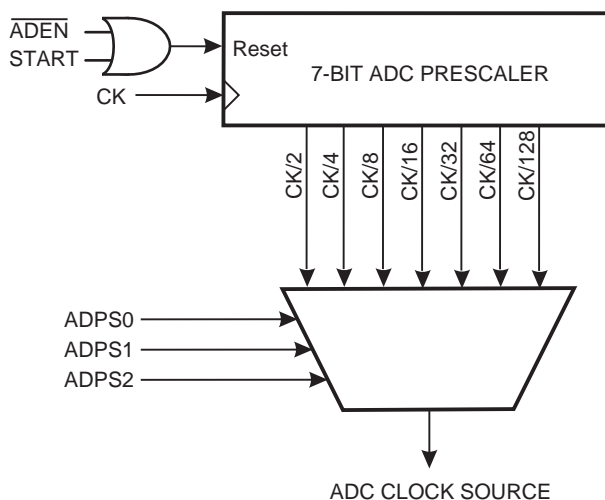 ADEN
START
Reset
7-BIT ADC PRESCALER
CK
CK/2
CK/4
CK/8
CK/16
CK/32
CK/64
CK/128
ADPS0
ADPS1
ADPS2
ADC CLOCK SOURCE